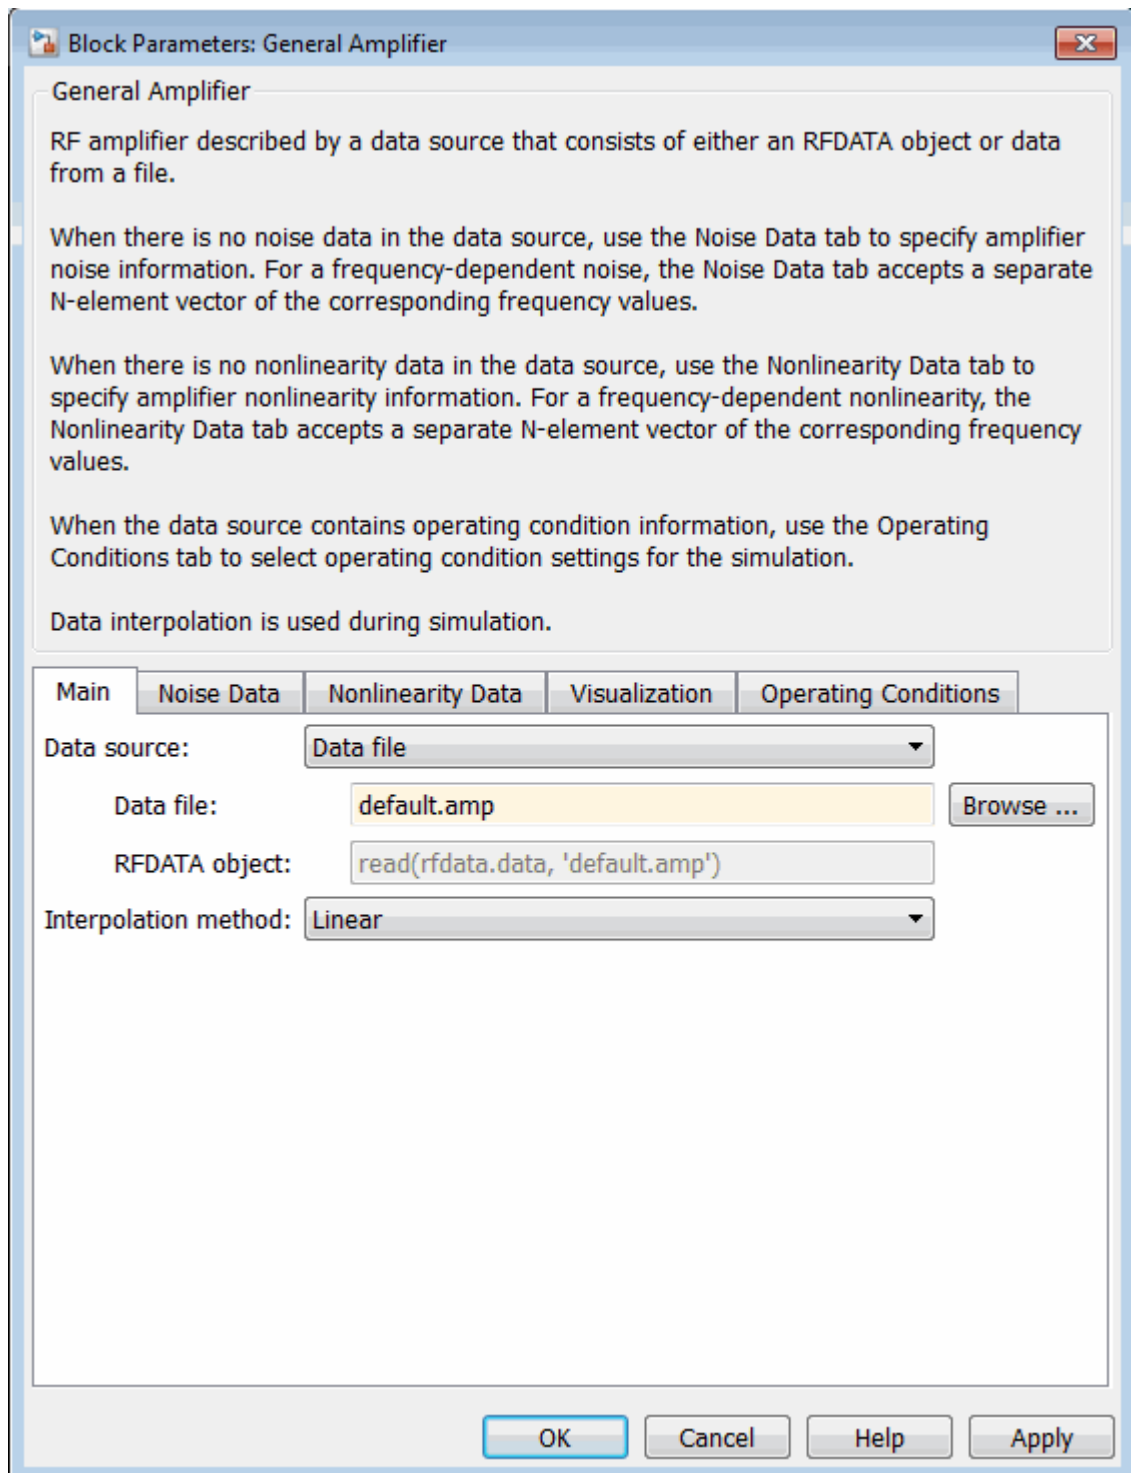 Block Parameters: General Amplifier
General Amplifier
RF amplifier described by a data source that consists of either an RFDATA object or data
from a file.
When there is no noise data in the data source, use the Noise Data tab to specify amplifier
noise information. For a frequency-dependent noise, the Noise Data tab accepts a separate
N-element vector of the corresponding frequency values.
When there is no nonlinearity data in the data source, use the Nonlinearity Data tab to
specify amplifier nonlinearity information. For a frequency-dependent nonlinearity, the
Nonlinearity Data tab accepts a separate N-element vector of the corresponding frequency
values.
When the data source contains operating condition information, use the Operating
Conditions tab to select operating condition settings for the simulation.
Data interpolation is used during simulation.
Main Noise Data Nonlinearity Data Visualization Operating Conditions
Data source: Data file
Data file: default.amp Browse ...
RFDATA object: read(rfdata.data, 'default.amp')
Interpolation method: Linear
OK Cancel Help Apply